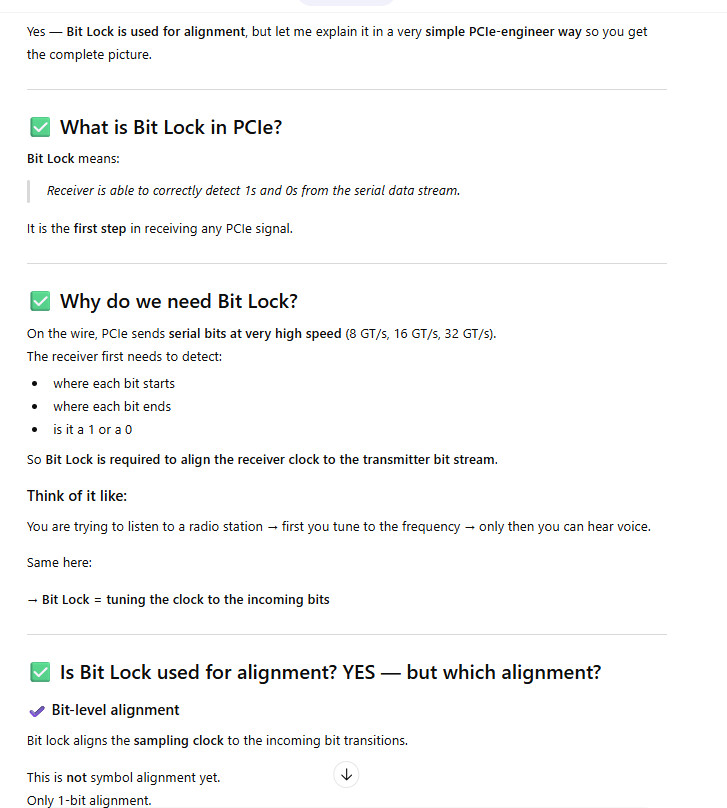 Yes — Bit Lock is used for alignment, but let me explain it in a very simple PCIe-engineer way so you get
the complete picture.
✅ What is Bit Lock in PCIe?
Bit Lock means:
Receiver is able to correctly detect 1s and 0s from the serial data stream.
It is the first step in receiving any PCIe signal.
✅ Why do we need Bit Lock?
On the wire, PCIe sends serial bits at very high speed (8 GT/s, 16 GT/s, 32 GT/s).
The receiver first needs to detect:
• where each bit starts
• where each bit ends
• is it a 1 or a 0
So Bit Lock is required to align the receiver clock to the transmitter bit stream.
Think of it like:
You are trying to listen to a radio station → first you tune to the frequency → only then you can hear voice.
Same here:
→ Bit Lock = tuning the clock to the incoming bits
✅ Is Bit Lock used for alignment? YES — but which alignment?
✔ Bit-level alignment
Bit lock aligns the sampling clock to the incoming bit transitions.
This is not symbol alignment yet.
Only 1-bit alignment.